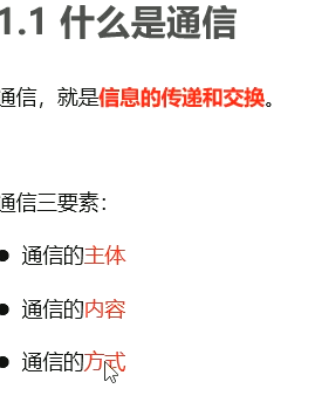 1.1 什么是通信
通信，就是信息的传递和交换。
通信三要素：
● 通信的主体
● 通信的内容
● 通信的方式